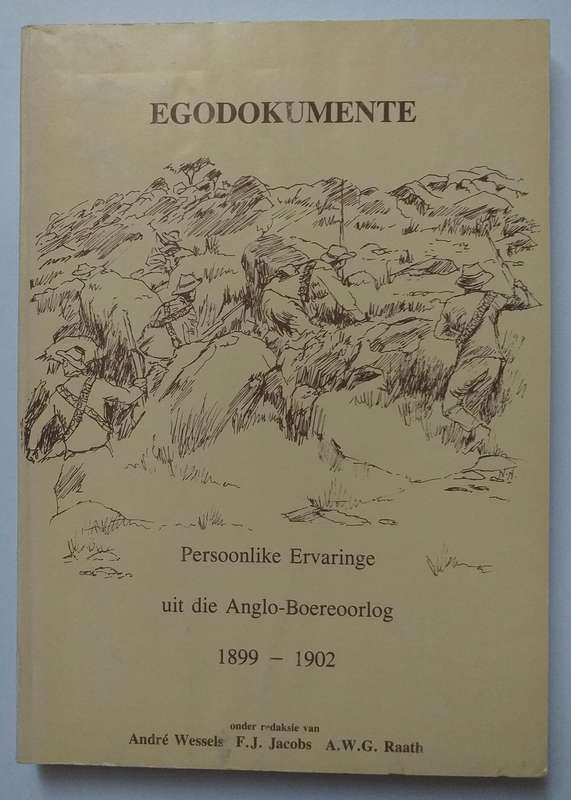 EGODOKUMENTE
Persoonlike Ervaringe
uit die Anglo-Boereoorlog
1899 – 1902
onder redaksie van
André Wessels F.J. Jacobs A.W.G. Raath